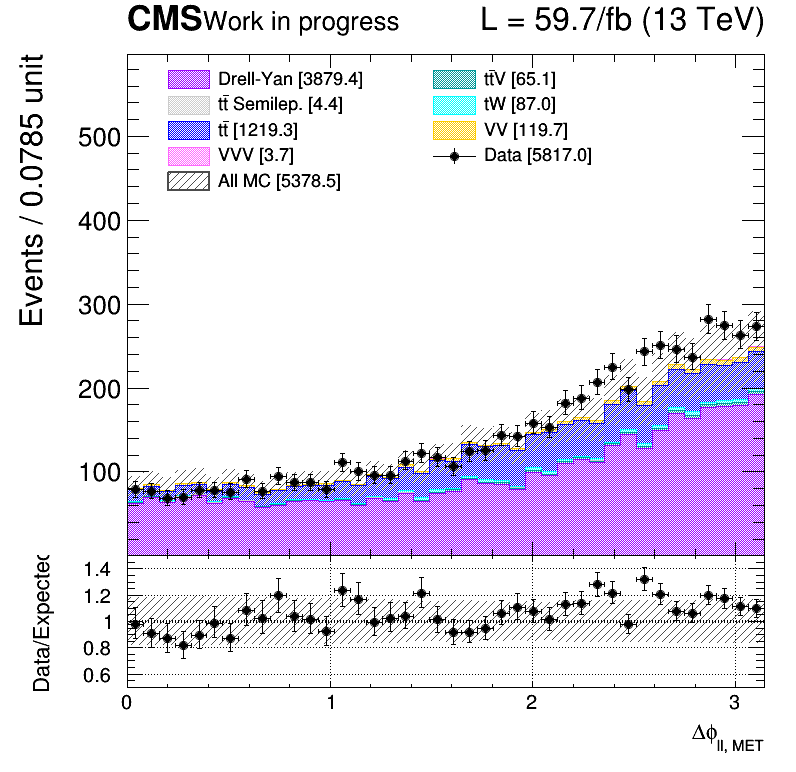 CMS Work in progress L = 59.7/fb (13 TeV)
Events / 0.0785 unit
Drell-Yan [3879.4]
tt̄ Semilep. [4.4]
tt̄ [1219.3]
VVV [3.7]
All MC [5378.5]
tt̄V [65.1]
tW [87.0]
VV [119.7]
Data [5817.0]
500
400
300
200
100
Data/Expected
1.4
1.2
1
0.8
0.6
0 1 2 3
Δϕ_ll, MET